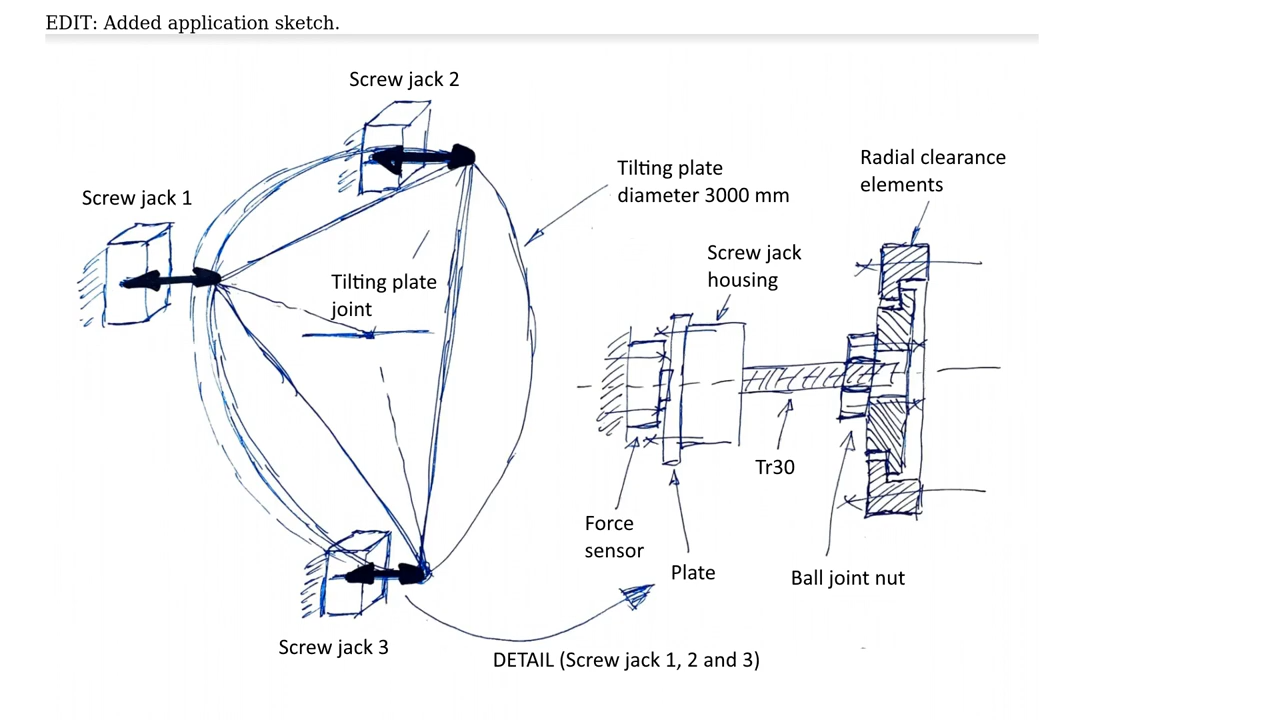 EDIT: Added application sketch.
Screw jack 2
Screw jack 1
Tilting plate
diameter 3000 mm
Radial clearance
elements
Tilting plate
joint
Screw jack
housing
Tr30
Force
sensor
Plate
Ball joint nut
Screw jack 3
DETAIL (Screw jack 1, 2 and 3)